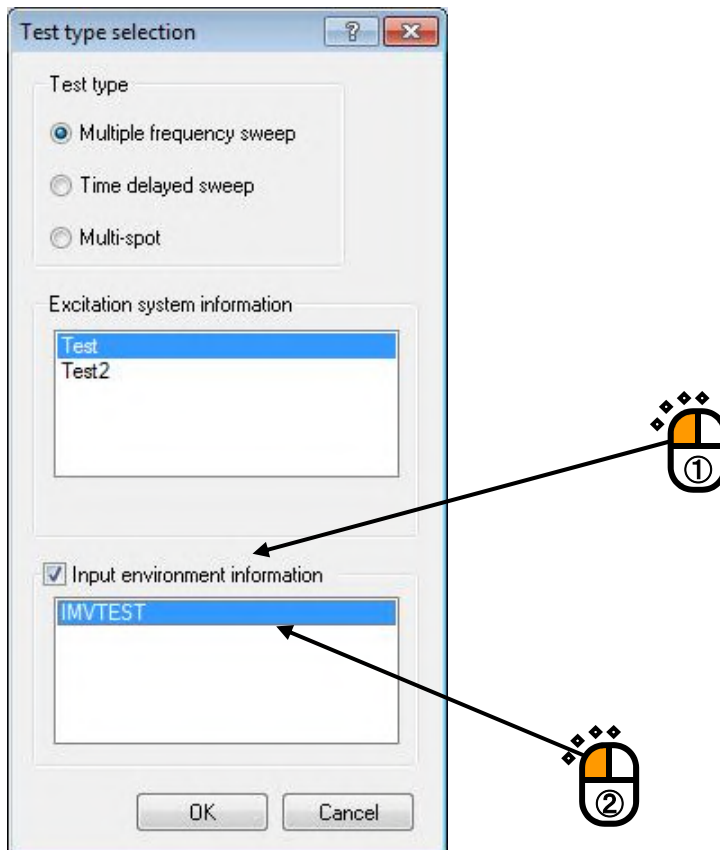 Test type selection
Test type
Multiple frequency sweep
Time delayed sweep
Multi-spot
Excitation system information
Test
Test2
①
Input environment information
IMVTEST
②
OK
Cancel